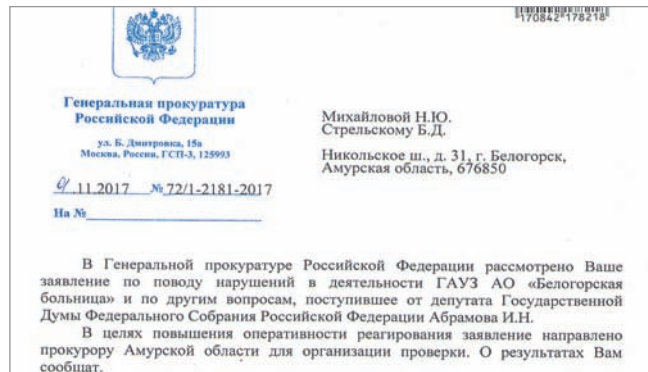 *170842*178218*
Генеральная прокуратура
Российской Федерации
ул. Б. Дмитровка, 15а
Москва, Россия, ГСП-3, 125993
.11.2017 № 72/1-2181-2017
На №
Михайловой Н.Ю.
Стрельскому Б.Д.
Никольское ш., д. 31, г. Белогорск,
Амурская область, 676850
В Генеральной прокуратуре Российской Федерации рассмотрено Ваше
заявление по поводу нарушений в деятельности ГАУЗ АО «Белогорская
больница» и по другим вопросам, поступившее от депутата Государственной
Думы Федерального Собрания Российской Федерации Абрамова И.Н.
В целях повышения оперативности реагирования заявление направлено
прокурору Амурской области для организации проверки. О результатах Вам
сообщат.